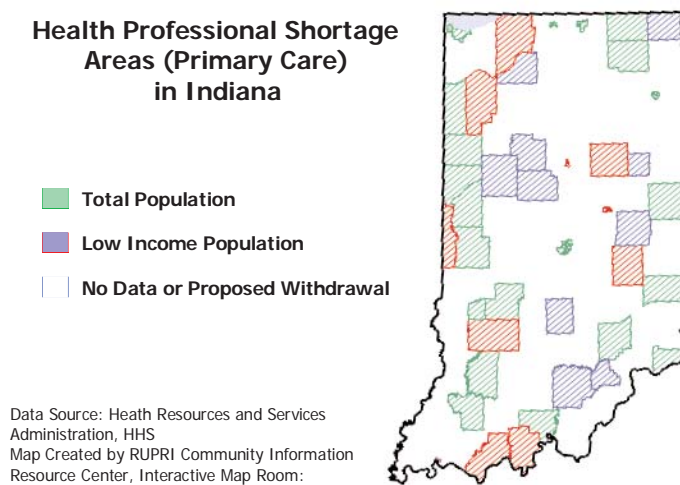 Health Professional Shortage
Areas (Primary Care)
in Indiana
Total Population
Low Income Population
No Data or Proposed Withdrawal
Data Source: Heath Resources and Services
Administration, HHS
Map Created by RUPRI Community Information
Resource Center, Interactive Map Room: